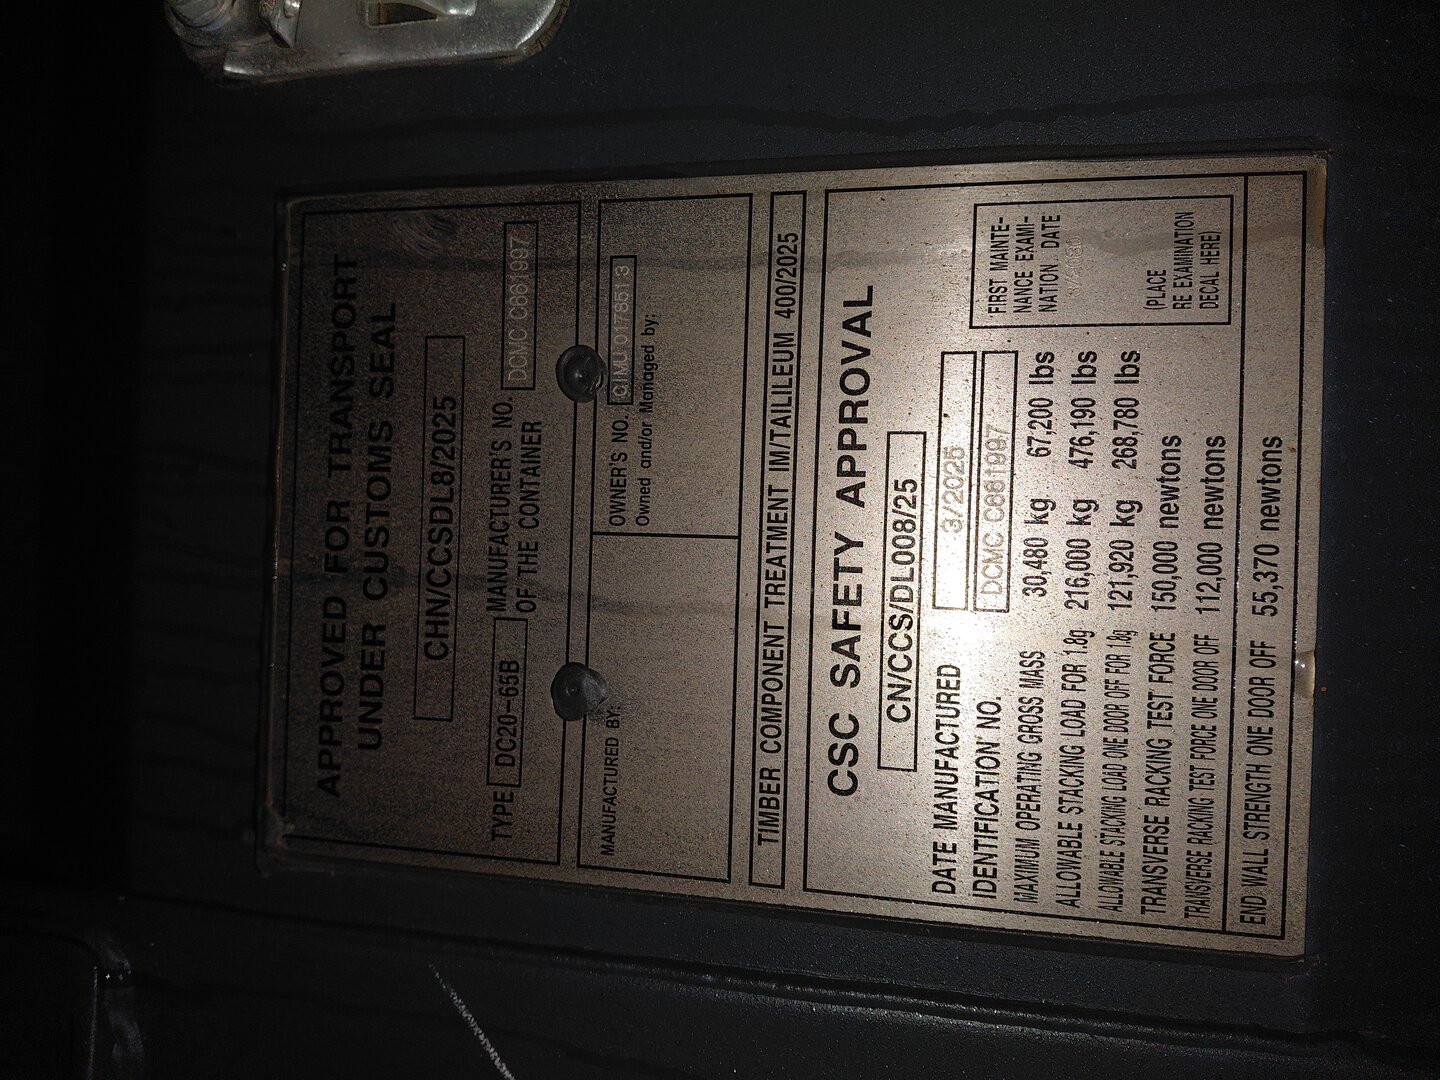 APPROVED FOR TRANSPORT
UNDER CUSTOMS SEAL
CHN/CCSDL8/2025
TYPE DC20-65B MANUFACTURER'S NO. OF THE CONTAINER DCMC C661997
MANUFACTURED BY:
OWNER'S NO. CIMU 017851 3
Owned and/or Managed by;
TIMBER COMPONENT TREATMENT IM/TAILILEUM 400/2025
CSC SAFETY APPROVAL
CN/CCS/DL008/25
DATE MANUFACTURED 3/2025
IDENTIFICATION NO. DCMC C661997
MAXIMUM OPERATING GROSS MASS 30,480 kg 67,200 lbs
ALLOWABLE STACKING LOAD FOR 1.8g 216,000 kg 476,190 lbs
ALLOWABLE STACKING LOAD ONE DOOR OFF FOR 1.8g 121,920 kg 268,780 lbs
TRANSVERSE RACKING TEST FORCE 150,000 newtons
TRANSVERSE RACKING TEST FORCE ONE DOOR OFF 112,000 newtons
END WALL STRENGTH ONE DOOR OFF 55,370 newtons
FIRST MAINTE-
NANCE EXAMI-
NATION DATE
(PLACE
RE EXAMINATION
DECAL HERE)